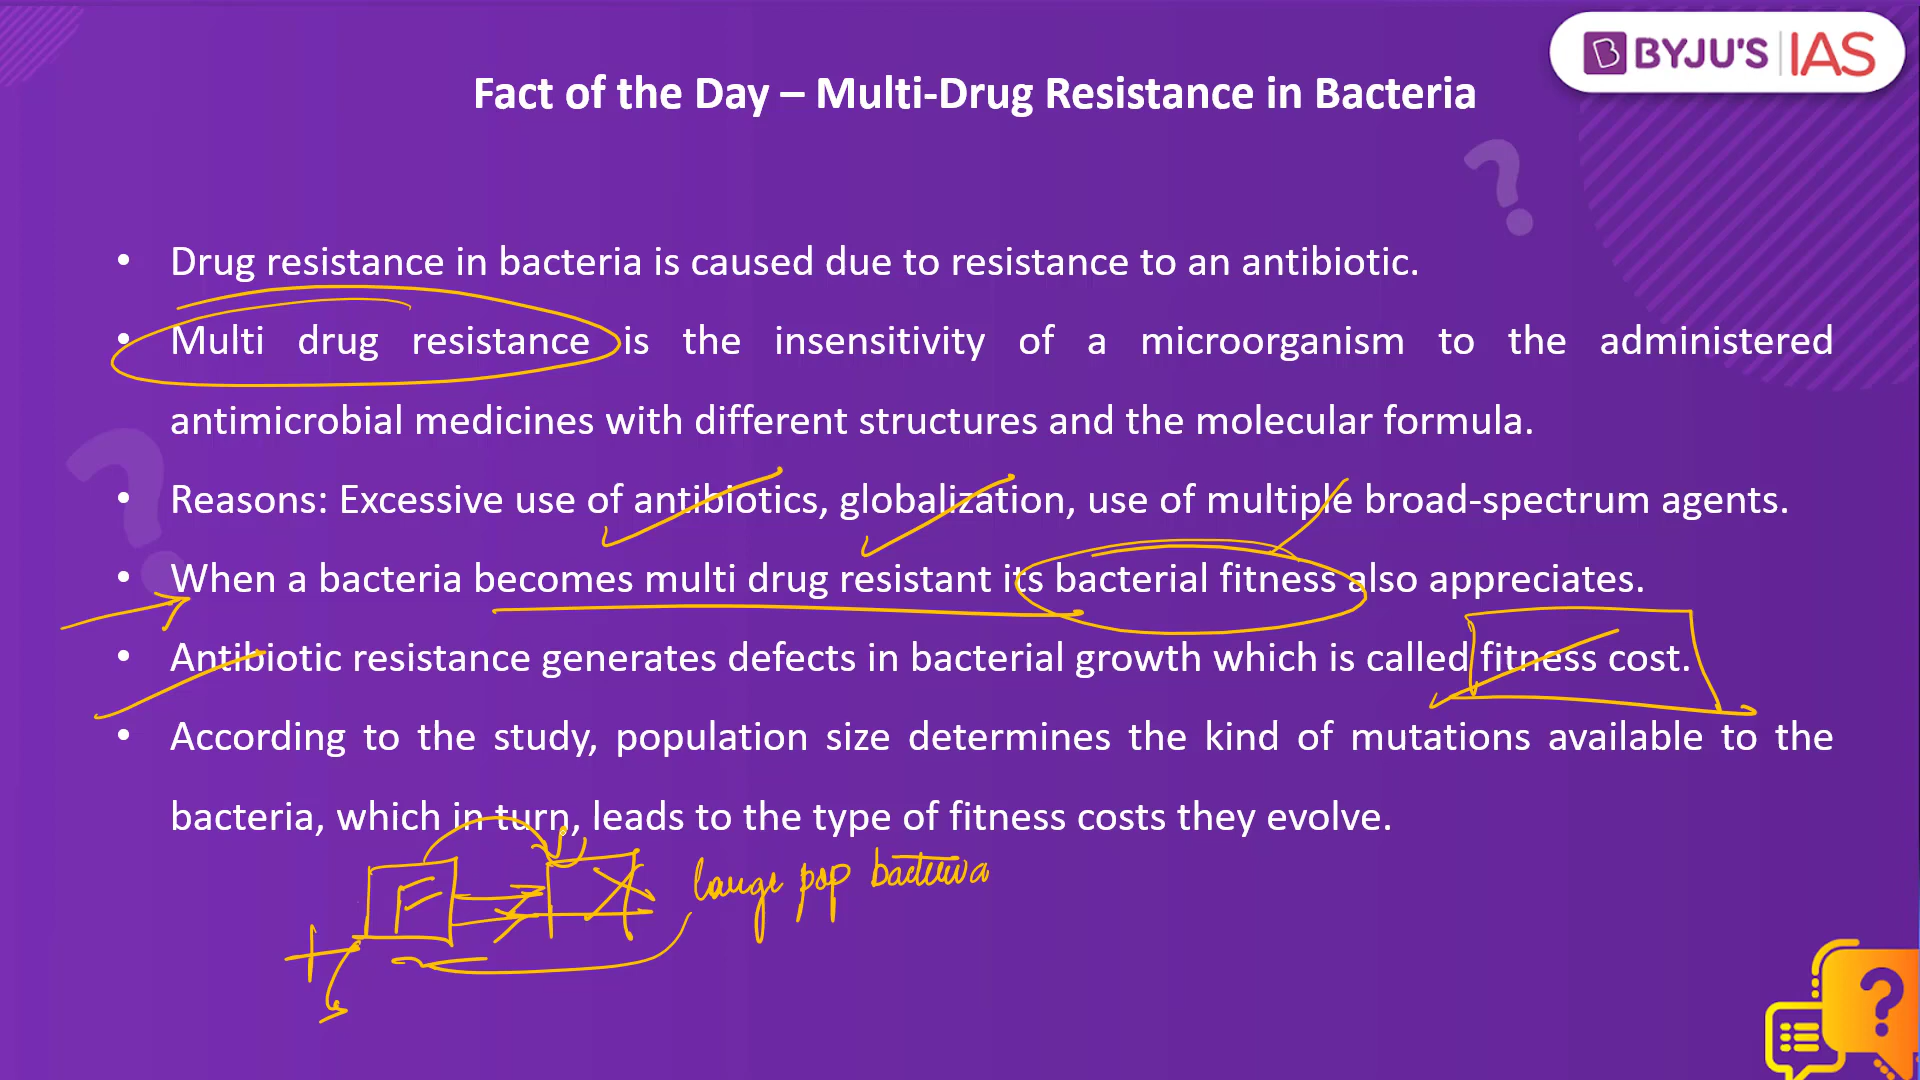 BYJU'S IAS
Fact of the Day – Multi-Drug Resistance in Bacteria
• Drug resistance in bacteria is caused due to resistance to an antibiotic.
• Multi drug resistance is the insensitivity of a microorganism to the administered
antimicrobial medicines with different structures and the molecular formula.
• Reasons: Excessive use of antibiotics, globalization, use of multiple broad-spectrum agents.
• When a bacteria becomes multi drug resistant its bacterial fitness also appreciates.
• Antibiotic resistance generates defects in bacterial growth which is called fitness cost.
• According to the study, population size determines the kind of mutations available to the
bacteria, which in turn, leads to the type of fitness costs they evolve.
F large pop bacteria